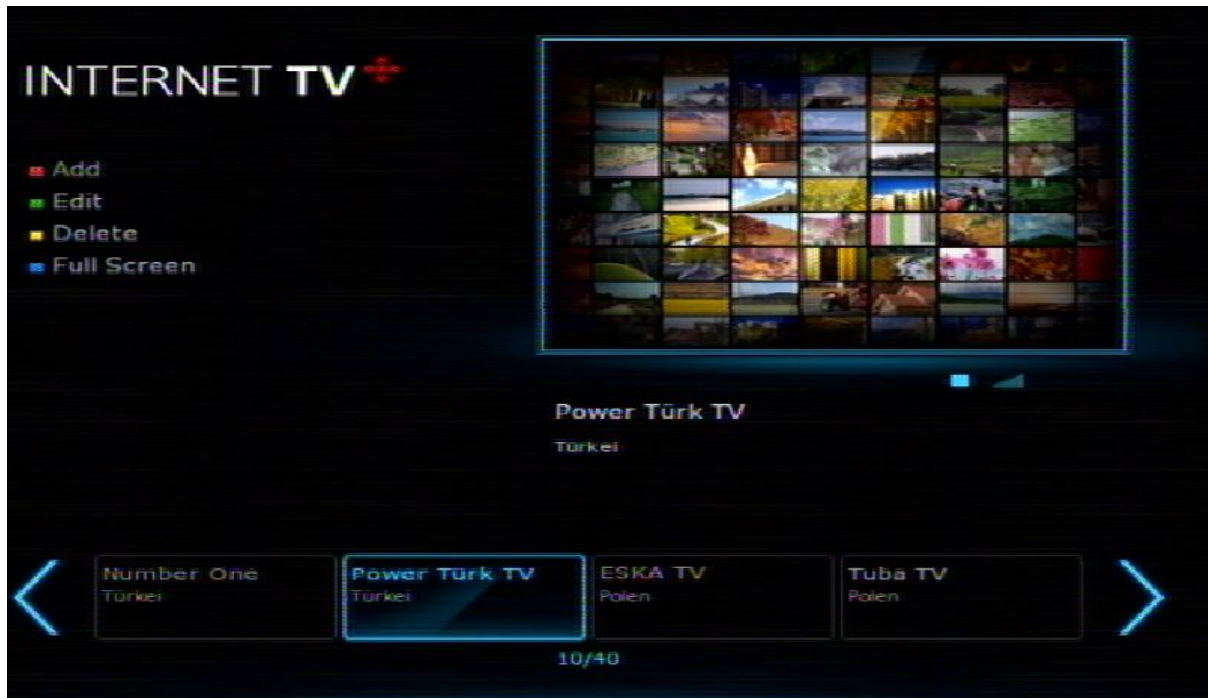 INTERNET TV
Add
Edit
Delete
Full Screen
Power Türk TV
Türkei
Number One
Türkei
Power Türk TV
Türkei
ESKA TV
Polen
Tuba TV
Polen
10/40